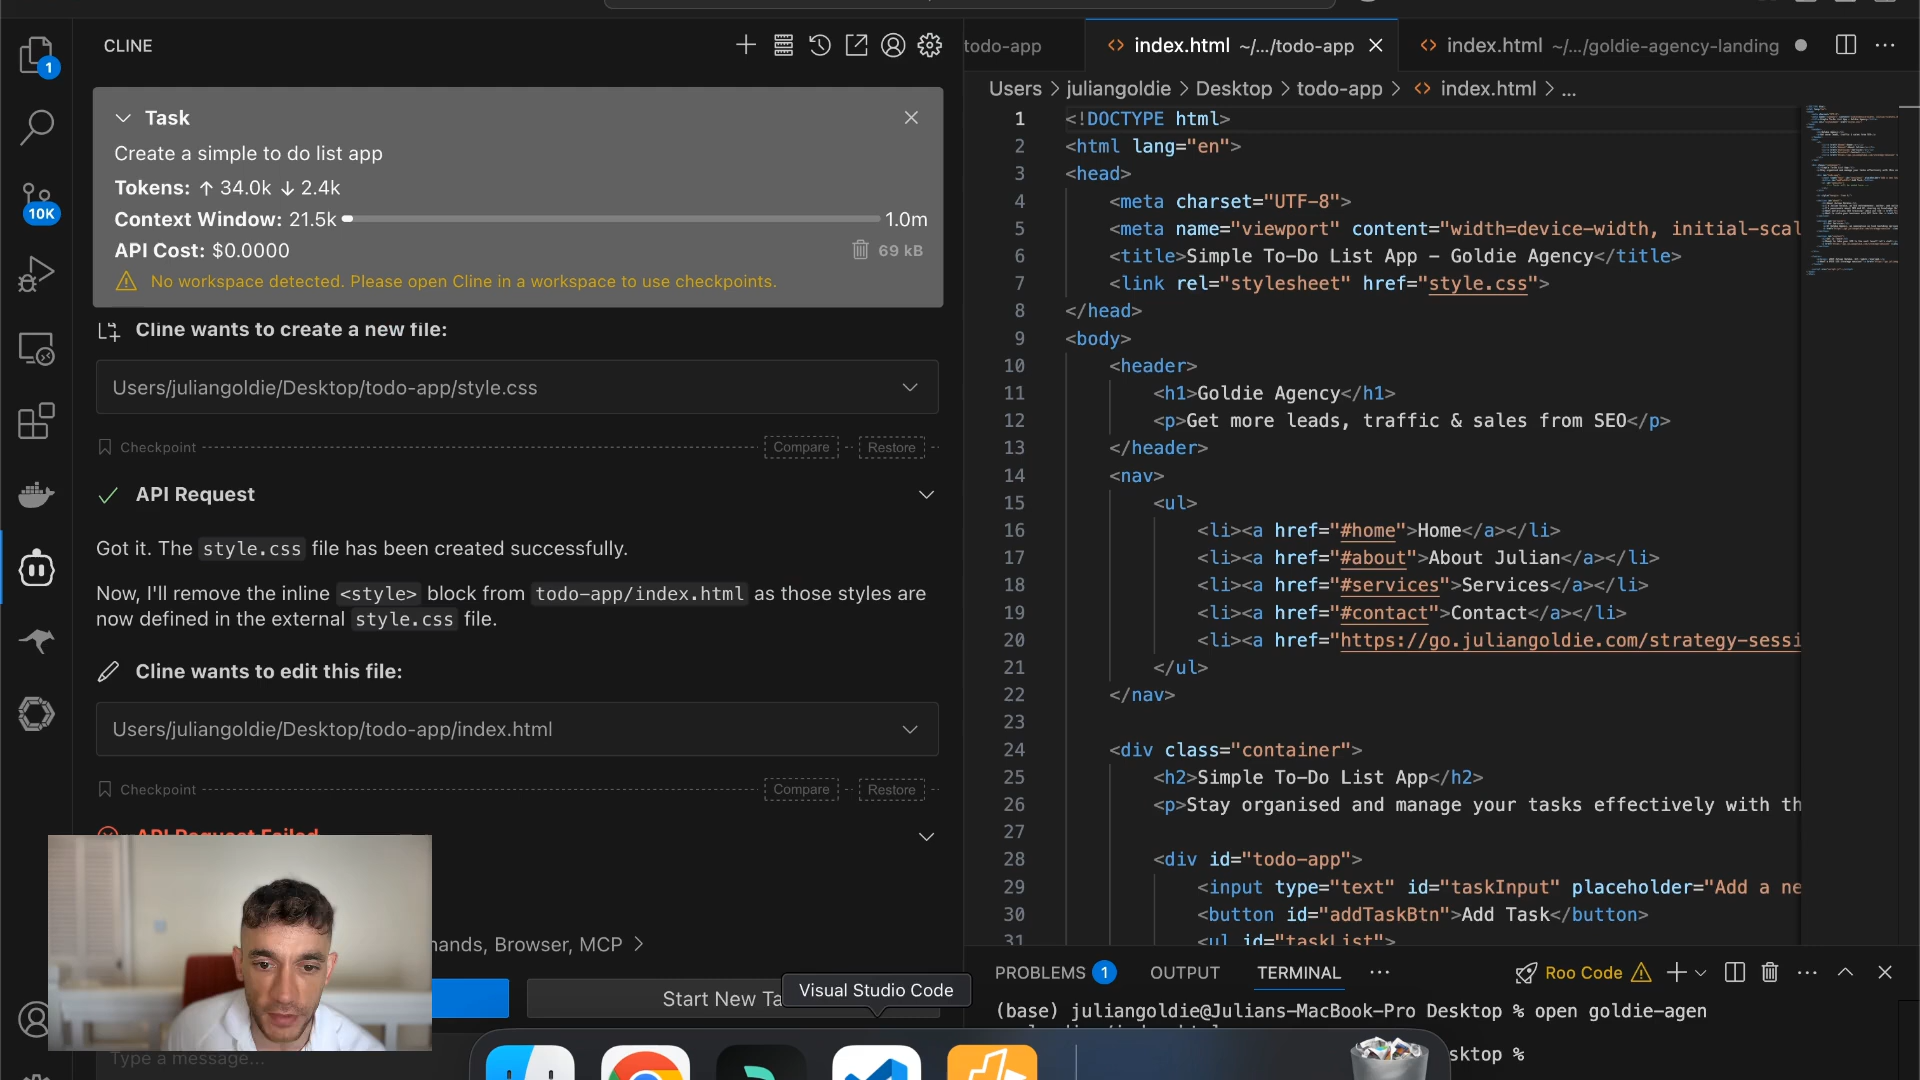 CLINE
Task
Create a simple to do list app
Tokens: ↑ 34.0k ↓ 2.4k
Context Window: 21.5k 1.0m
API Cost: $0.0000 69 kB
No workspace detected. Please open Cline in a workspace to use checkpoints.
Cline wants to create a new file:
Users/juliangoldie/Desktop/todo-app/style.css
Checkpoint Compare Restore
API Request
Got it. The style.css file has been created successfully.
Now, I'll remove the inline <style> block from todo-app/index.html as those styles are
now defined in the external style.css file.
Cline wants to edit this file:
Users/juliangoldie/Desktop/todo-app/index.html
Checkpoint Compare Restore
API Request Failed
Browser, MCP
Start New
Type a message...
1
10K
Visual Studio Code
todo-app
index.html ~/.../todo-app
index.html ~/.../goldie-agency-landing
Users > juliangoldie > Desktop > todo-app > <> index.html > ...
1 <!DOCTYPE html>
2 <html lang="en">
3 <head>
4 <meta charset="UTF-8">
5 <meta name="viewport" content="width=device-width, initial-scal
6 <title>Simple To-Do List App - Goldie Agency</title>
7 <link rel="stylesheet" href="style.css">
8 </head>
9 <body>
10 <header>
11 <h1>Goldie Agency</h1>
12 <p>Get more leads, traffic & sales from SEO</p>
13 </header>
14 <nav>
15 <ul>
16 <li><a href="#home">Home</a></li>
17 <li><a href="#about">About Julian</a></li>
18 <li><a href="#services">Services</a></li>
19 <li><a href="#contact">Contact</a></li>
20 <li><a href="https://go.juliangoldie.com/strategy-sessi
21 </ul>
22 </nav>
23
24 <div class="container">
25 <h2>Simple To-Do List App</h2>
26 <p>Stay organised and manage your tasks effectively with th
27
28 <div id="todo-app">
29 <input type="text" id="taskInput" placeholder="Add a ne
30 <button id="addTaskBtn">Add Task</button>
31 <ul id="taskList">
PROBLEMS 1 OUTPUT TERMINAL ... Roo Code
(base) juliangoldie@Julians-MacBook-Pro Desktop % open goldie-agen
sktop %